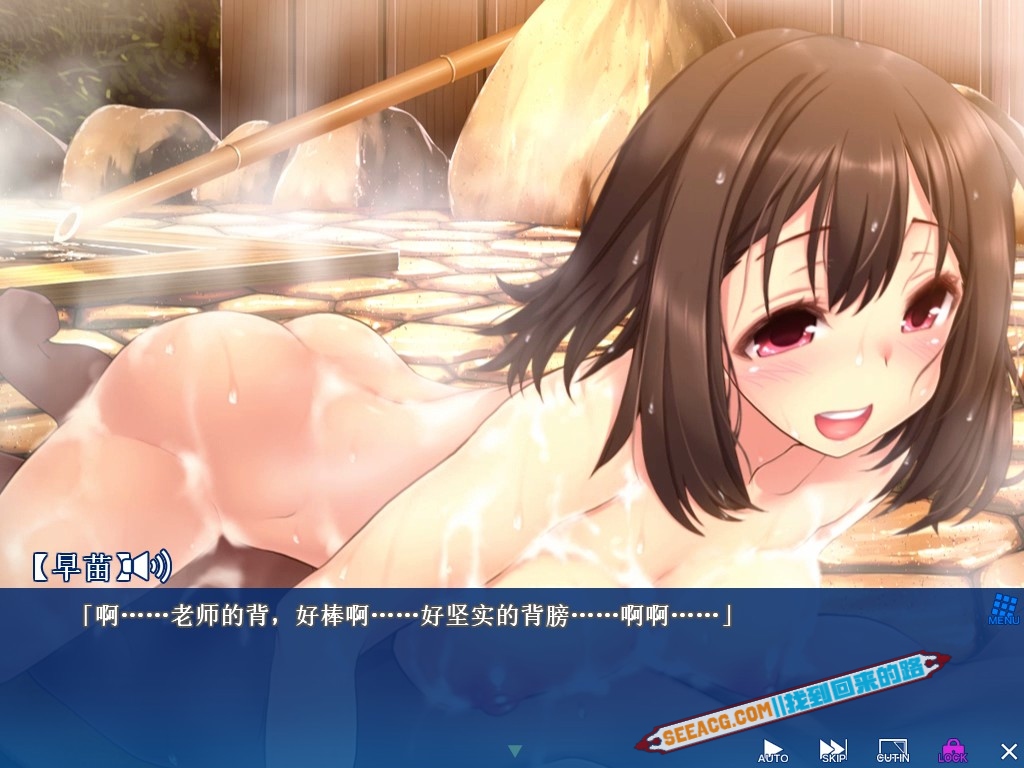 【早苗】
「啊……老师的背，好棒啊……好坚实的背膀……啊啊……」
MENU
SEEACG.COM||找到回来的路
AUTO SKIP CUTIN LOCK